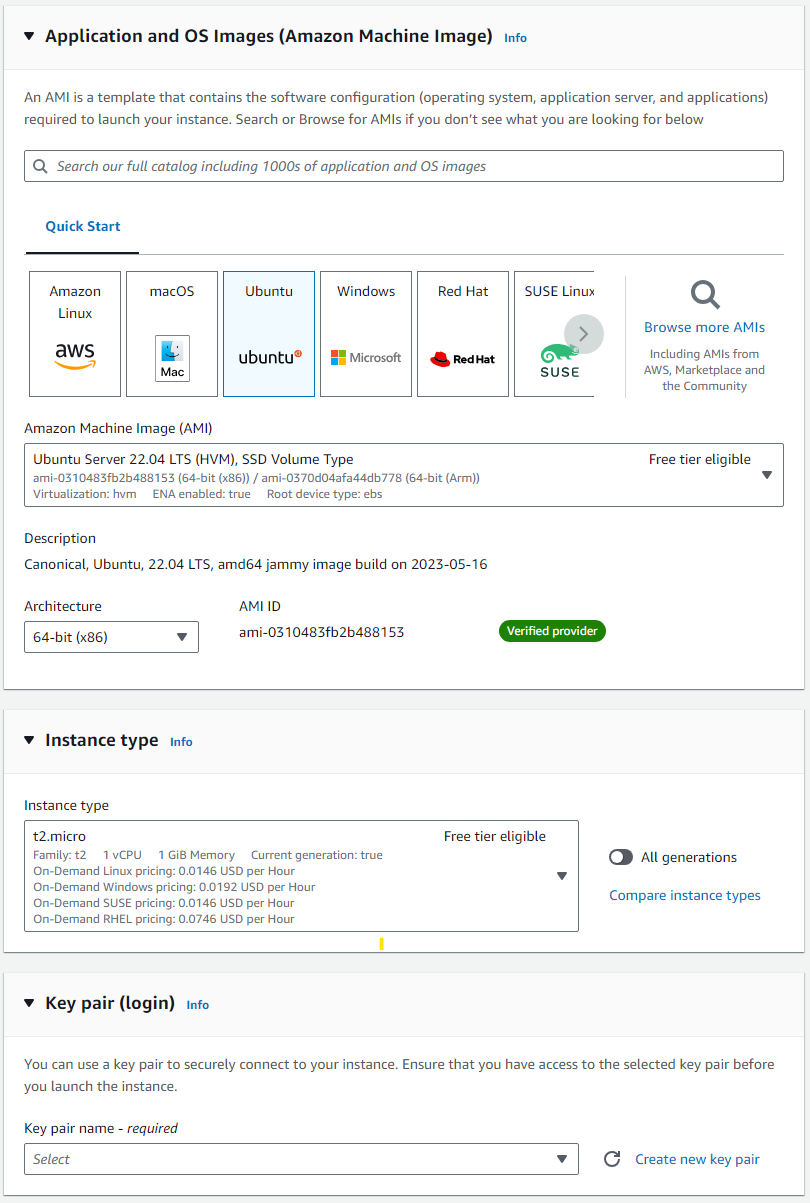 Application and OS Images (Amazon Machine Image) Info
An AMI is a template that contains the software configuration (operating system, application server, and applications)
required to launch your instance. Search or Browse for AMIs if you don't see what you are looking for below
Search our full catalog including 1000s of application and OS images
Quick Start
Amazon
Linux
aws
macOS
Mac
Ubuntu
ubuntu
Windows
Microsoft
Red Hat
Red Hat
SUSE Linux
SUSE
Browse more AMIs
Including AMIs from
AWS, Marketplace and
the Community
Amazon Machine Image (AMI)
Ubuntu Server 22.04 LTS (HVM), SSD Volume Type Free tier eligible
ami-0310483fb2b488153 (64-bit (x86)) / ami-0370d04afa44db778 (64-bit (Arm))
Virtualization: hvm ENA enabled: true Root device type: ebs
Description
Canonical, Ubuntu, 22.04 LTS, amd64 jammy image build on 2023-05-16
Architecture
64-bit (x86)
AMI ID
ami-0310483fb2b488153
Verified provider
Instance type Info
Instance type
t2.micro Free tier eligible
Family: t2 1 vCPU 1 GiB Memory Current generation: true
On-Demand Linux pricing: 0.0146 USD per Hour
On-Demand Windows pricing: 0.0192 USD per Hour
On-Demand SUSE pricing: 0.0146 USD per Hour
On-Demand RHEL pricing: 0.0746 USD per Hour
All generations
Compare instance types
Key pair (login) Info
You can use a key pair to securely connect to your instance. Ensure that you have access to the selected key pair before
you launch the instance.
Key pair name - required
Select
Create new key pair